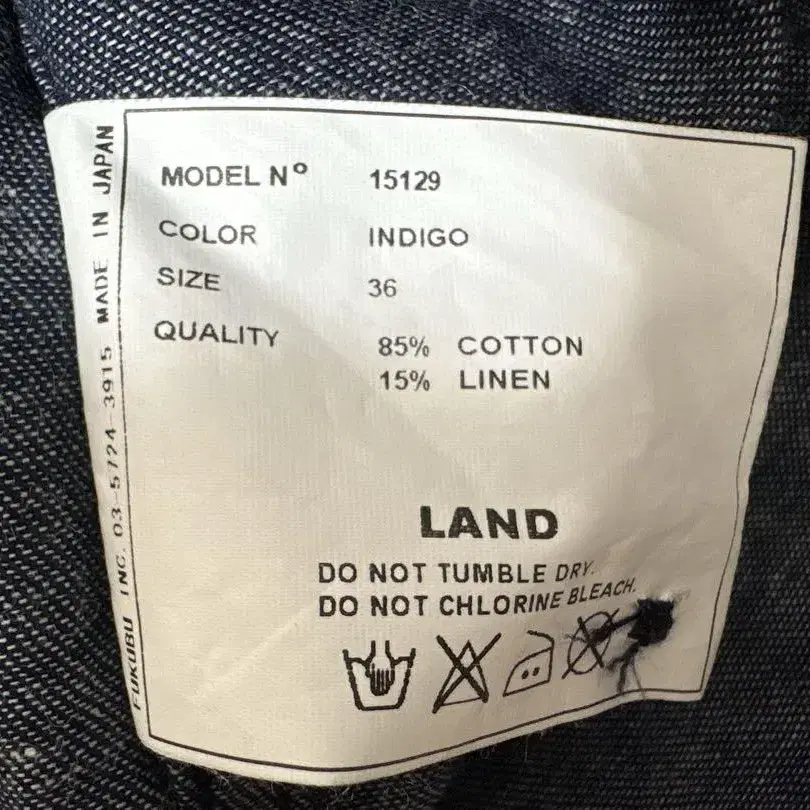 MODEL Nº 15129
COLOR INDIGO
SIZE 36
QUALITY 85% COTTON
15% LINEN
LAND
DO NOT TUMBLE DRY.
DO NOT CHLORINE BLEACH.
FUKUBU INC. 03-5724-3915 MADE IN JAPAN